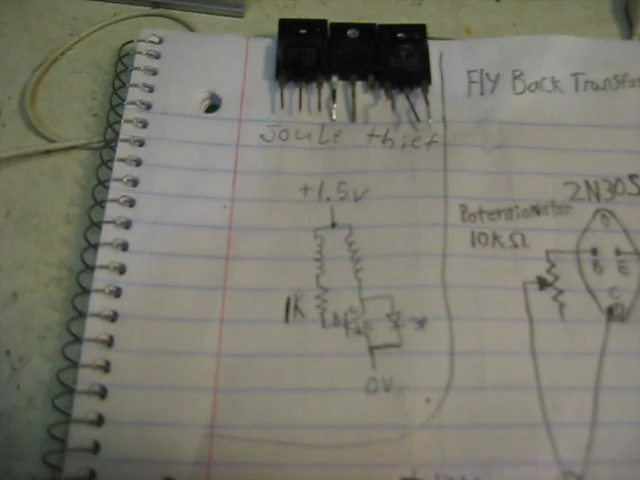 Joule thief
+1.5v
1K
0V
Fly Back Transfo
2N305
Potentiometer
10KΩ
B E
C